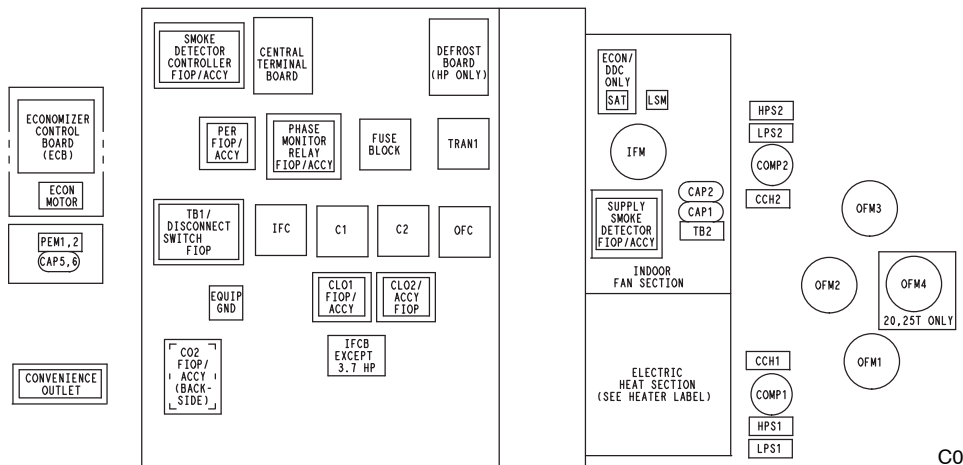 SMOKE
DETECTOR
CONTROLLER
FIOP/ACCY
CENTRAL
TERMINAL
BOARD
DEFROST
BOARD
(HP ONLY)
ECONOMIZER
CONTROL
BOARD
(ECB)
ECON
MOTOR
PER
FIOP/
ACCY
PHASE
MONITOR
RELAY
FIOP/ACCY
FUSE
BLOCK
TRAN1
TB1/
DISCONNECT
SWITCH
FIOP
IFC
C1
C2
OFC
PEM1,2
CAP5,6
EQUIP
GND
CLO1
FIOP/
ACCY
CLO2/
ACCY
FIOP
CO2
FIOP/
ACCY
(BACK-
SIDE)
IFCB
EXCEPT
3.7 HP
CONVENIENCE
OUTLET
ECON/
DDC
ONLY
SAT
LSM
IFM
CAP2
CAP1
TB2
SUPPLY
SMOKE
DETECTOR
FIOP/ACCY
INDOOR
FAN SECTION
ELECTRIC
HEAT SECTION
(SEE HEATER LABEL)
HPS2
LPS2
COMP2
CCH2
OFM3
OFM2
OFM4
20,25T ONLY
OFM1
CCH1
COMP1
HPS1
LPS1
C0